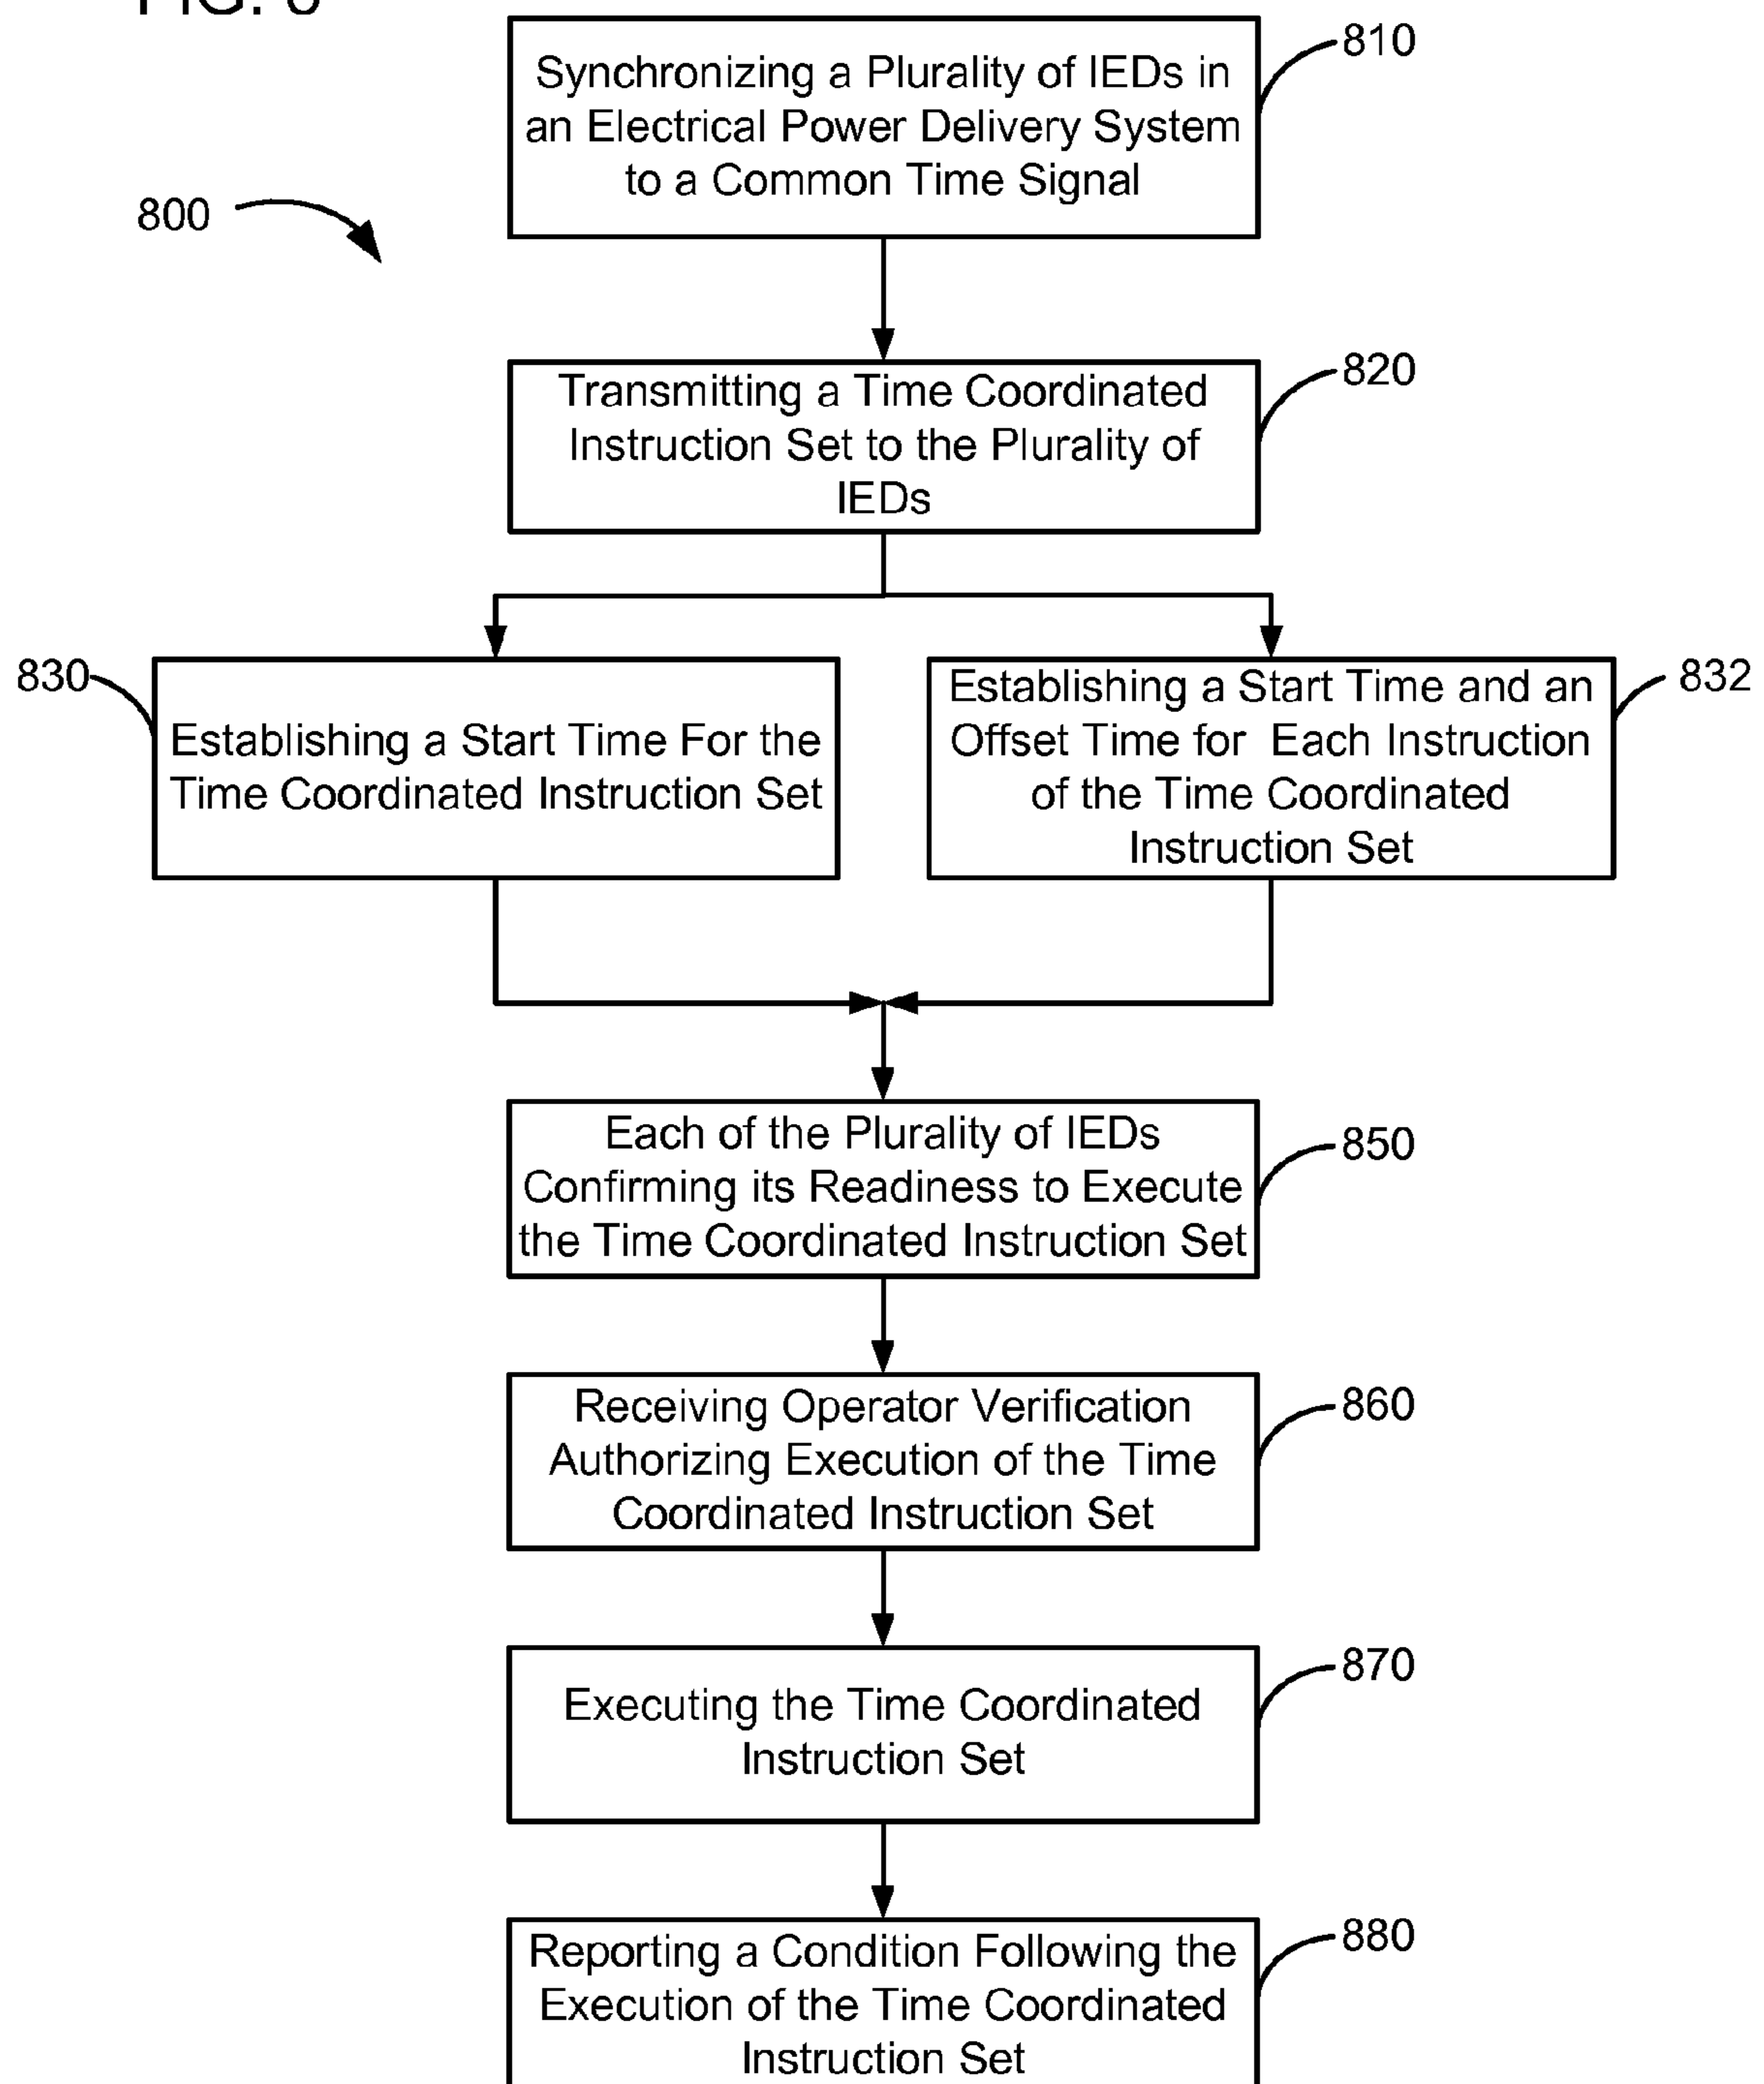 810
Synchronizing a Plurality of IEDs in
an Electrical Power Delivery System
to a Common Time Signal
800
820
Transmitting a Time Coordinated
Instruction Set to the Plurality of
IEDs
830
Establishing a Start Time For the
Time Coordinated Instruction Set
832
Establishing a Start Time and an
Offset Time for Each Instruction
of the Time Coordinated
Instruction Set
850
Each of the Plurality of IEDs
Confirming its Readiness to Execute
the Time Coordinated Instruction Set
860
Receiving Operator Verification
Authorizing Execution of the Time
Coordinated Instruction Set
870
Executing the Time Coordinated
Instruction Set
880
Reporting a Condition Following the
Execution of the Time Coordinated
Instruction Set